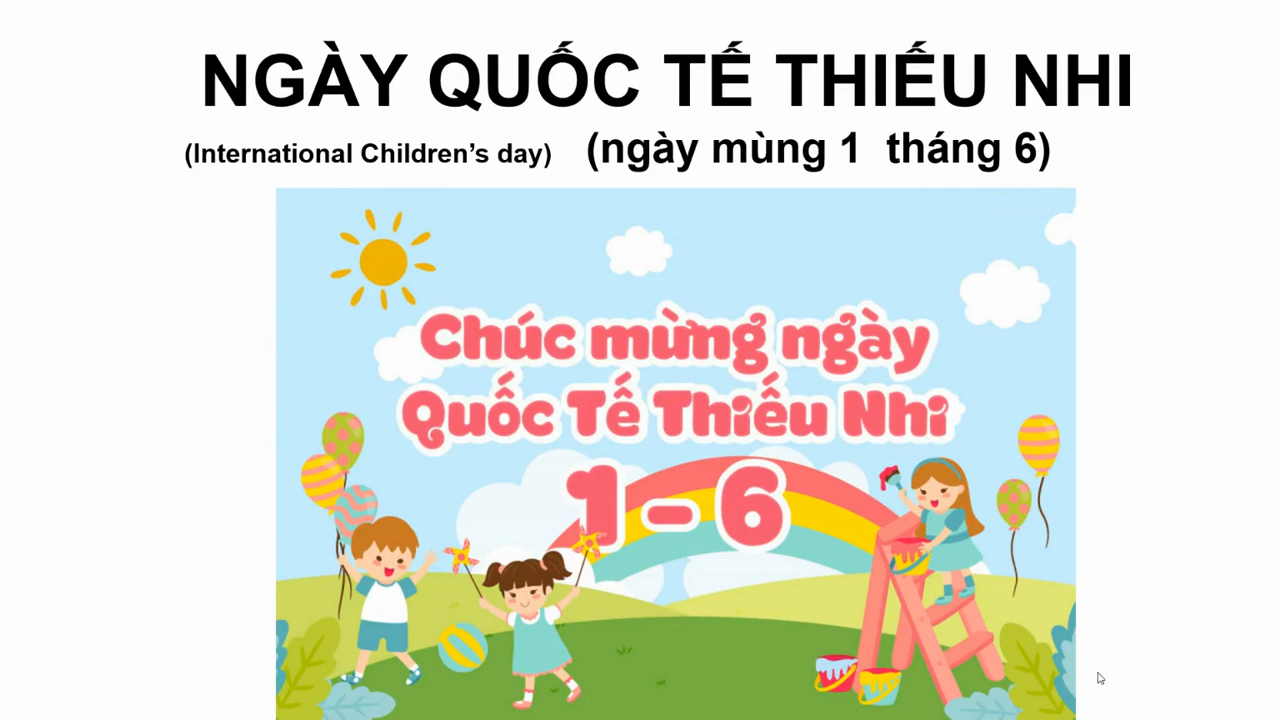 NGÀY QUỐC TẾ THIẾU NHI
(International Children’s day) (ngày mùng 1 tháng 6)
Chúc mừng ngày
Quốc Tế Thiếu Nhi
1 - 6